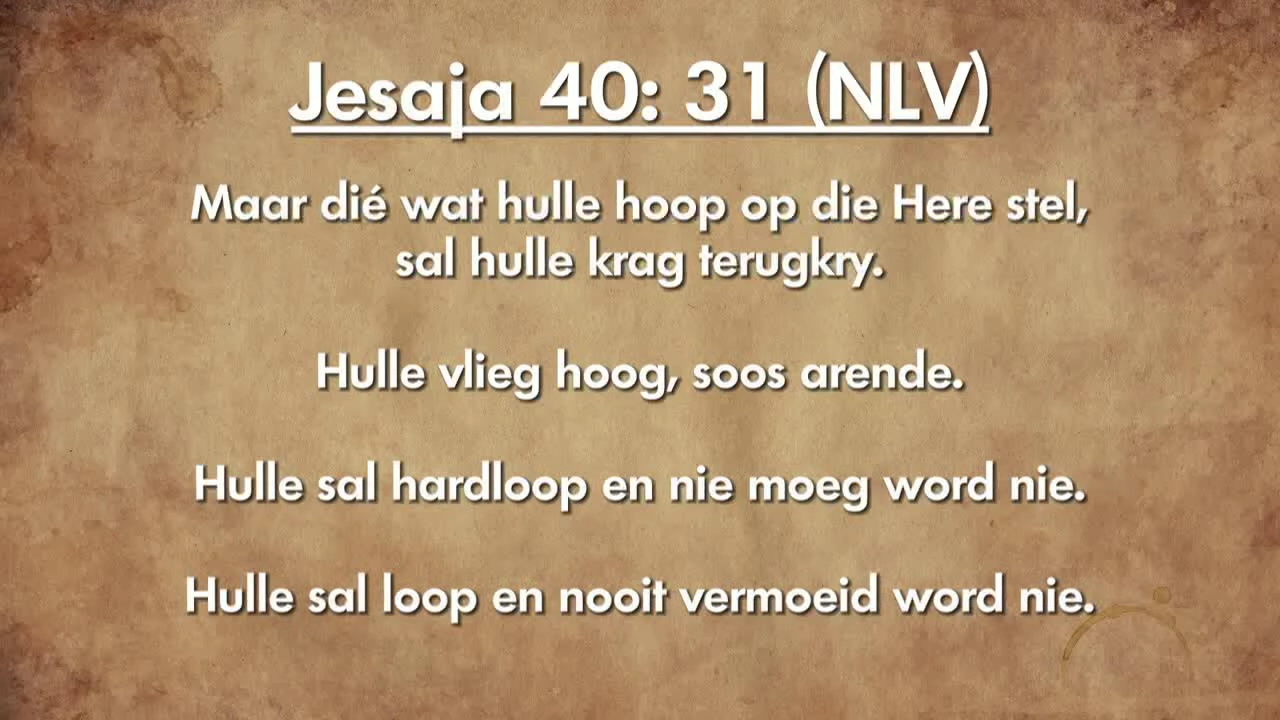 Jesaja 40: 31 (NLV)
Maar dié wat hulle hoop op die Here stel,
sal hulle krag terugkry.
Hulle vlieg hoog, soos arende.
Hulle sal hardloop en nie moeg word nie.
Hulle sal loop en nooit vermoeid word nie.